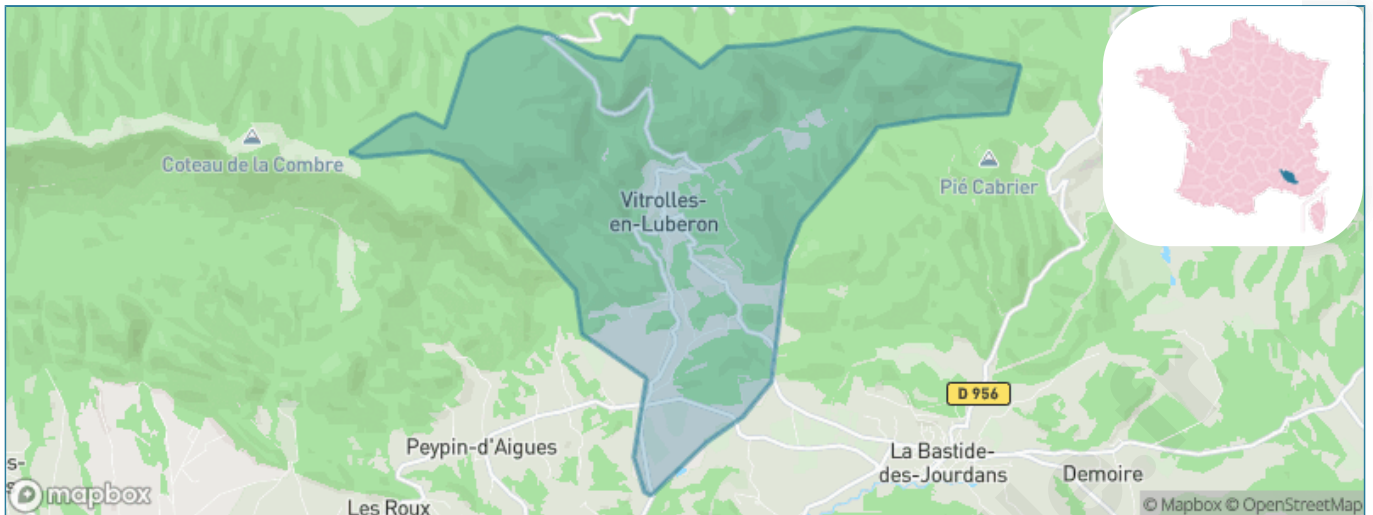 Coteau de la Combre
Pié Cabrier
Vitrolles-
en-Luberon
D 956
Peypin-d'Aigues
La Bastide-
des-Jourdans
Demoire
s-
Les Roux
mapbox
© Mapbox © OpenStreetMap